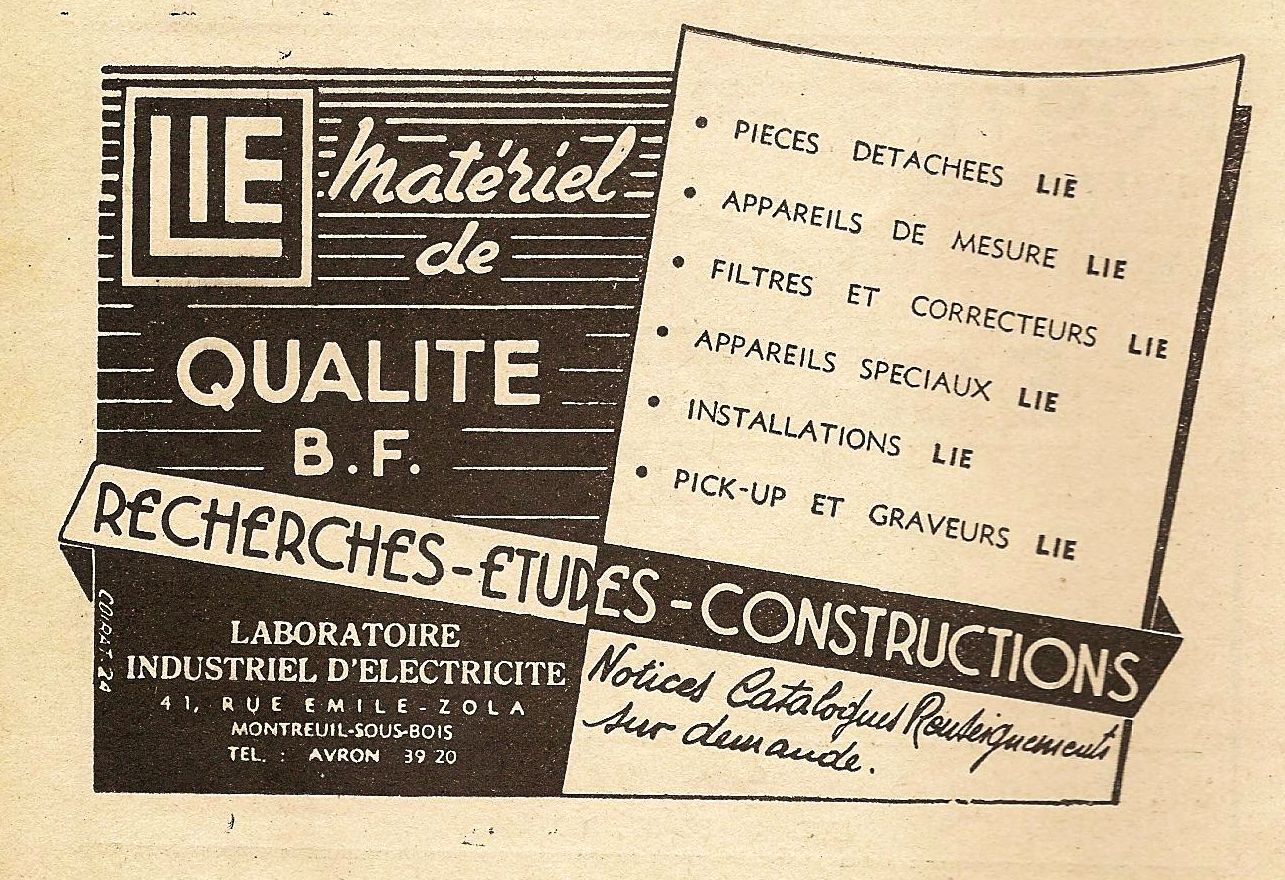 LIE
Matériel
de
QUALITE
B.F.
• PIECES DETACHEES LIE
• APPAREILS DE MESURE LIE
• FILTRES ET CORRECTEURS LIE
• APPAREILS SPECIAUX LIE
• INSTALLATIONS LIE
• PICK-UP ET GRAVEURS LIE
RECHERCHES-ETUDES-CONSTRUCTIONS
COIRAT-24
LABORATOIRE
INDUSTRIEL D'ELECTRICITE
41, RUE EMILE-ZOLA
MONTREUIL-SOUS-BOIS
TEL. : AVRON 39 20
Notices Catalogues Renseignements
sur demande.